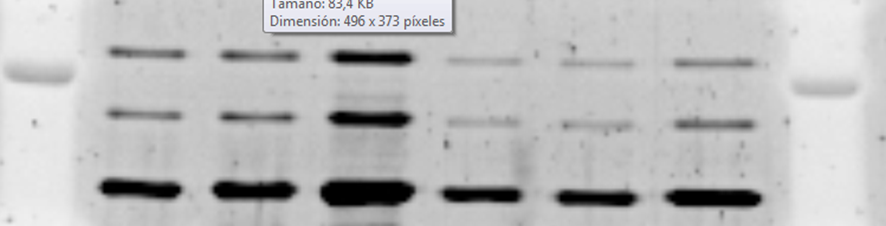 Tamaño: 83,4 KB
Dimensión: 496 x 373 píxeles